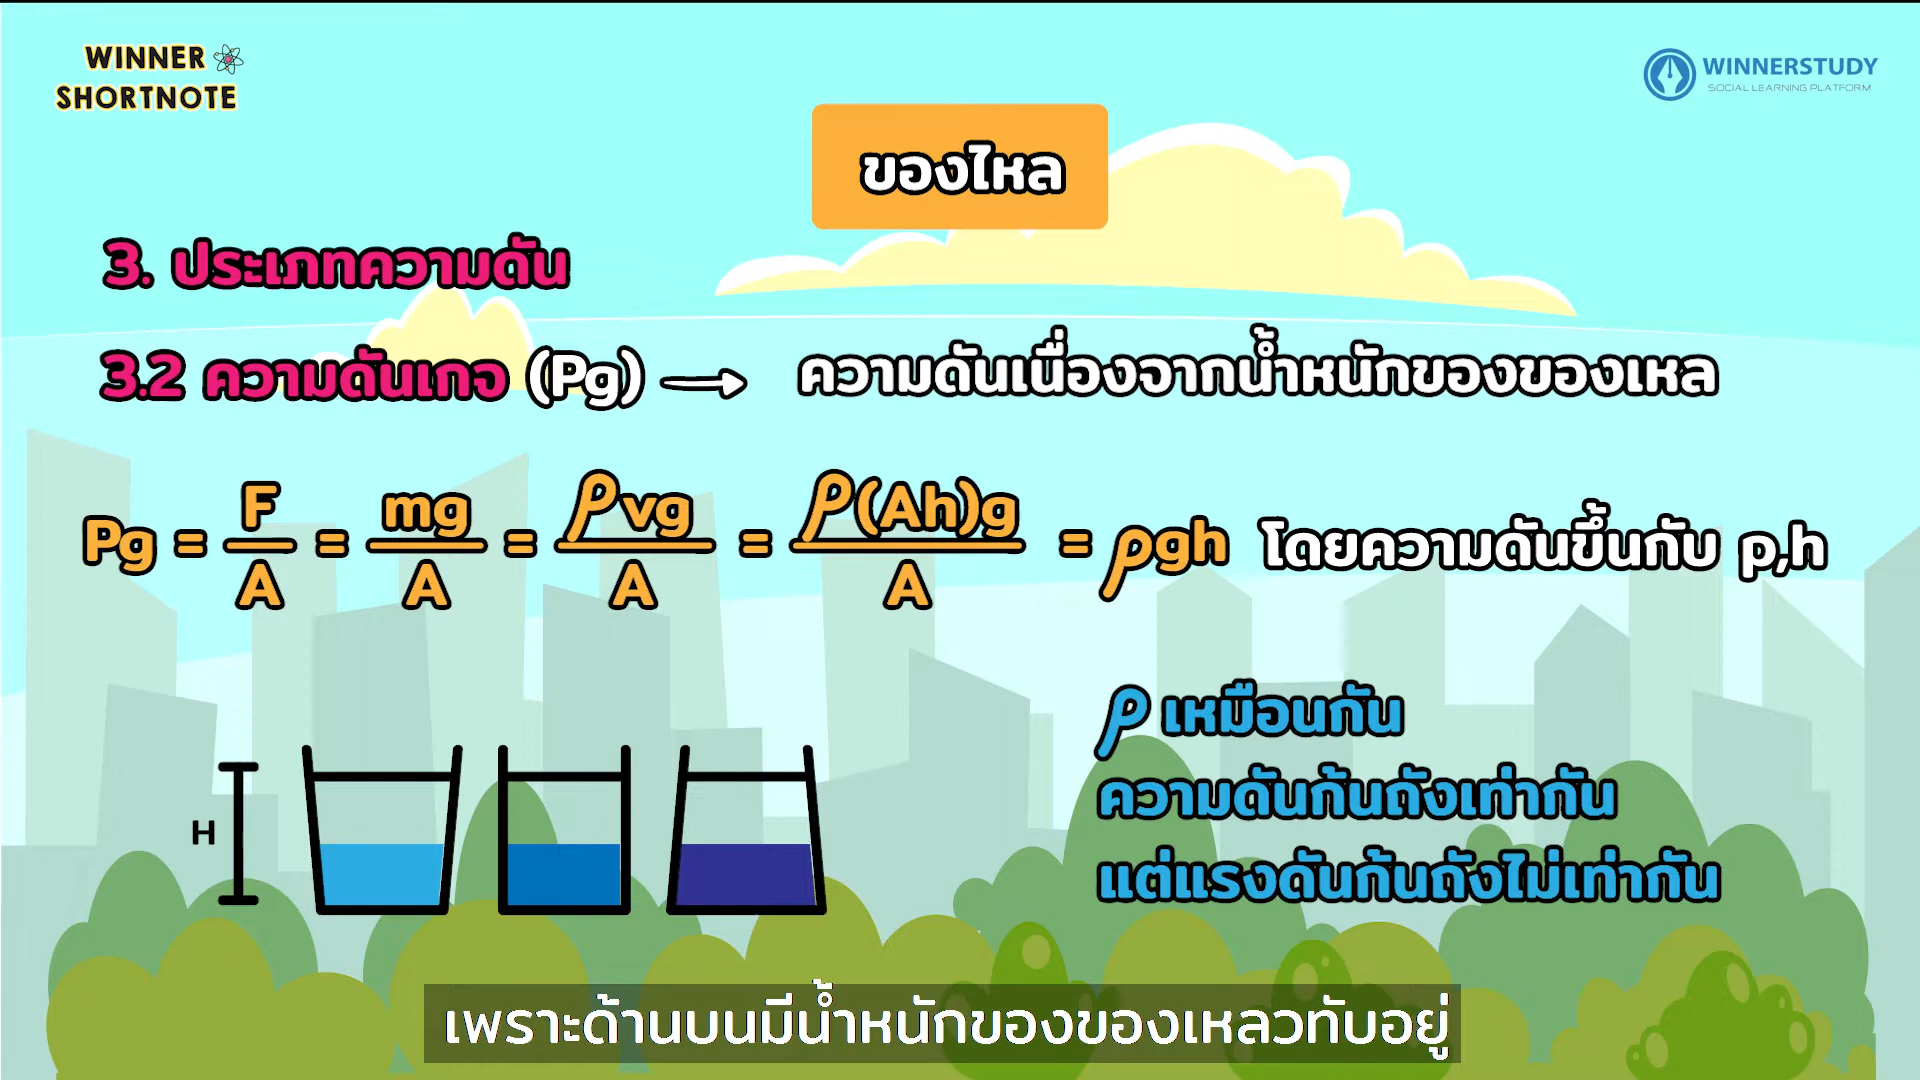 WINNER
SHORTNOTE
WINNERSTUDY
SOCIAL LEARNING PLATFORM
ของไหล
3. ประเภทความดัน
3.2 ความดันเกจ (Pg) → ความดันเนื่องจากน้ำหนักของของเหล
Pg = F/A = mg/A = ρvg/A = ρ(Ah)g/A = ρgh โดยความดันขึ้นกับ p,h
ρ เหมือนกัน
ความดันก้นถังเท่ากัน
แต่แรงดันก้นถังไม่เท่ากัน
H
เพราะด้านบนมีน้ำหนักของของเหลวทับอยู่